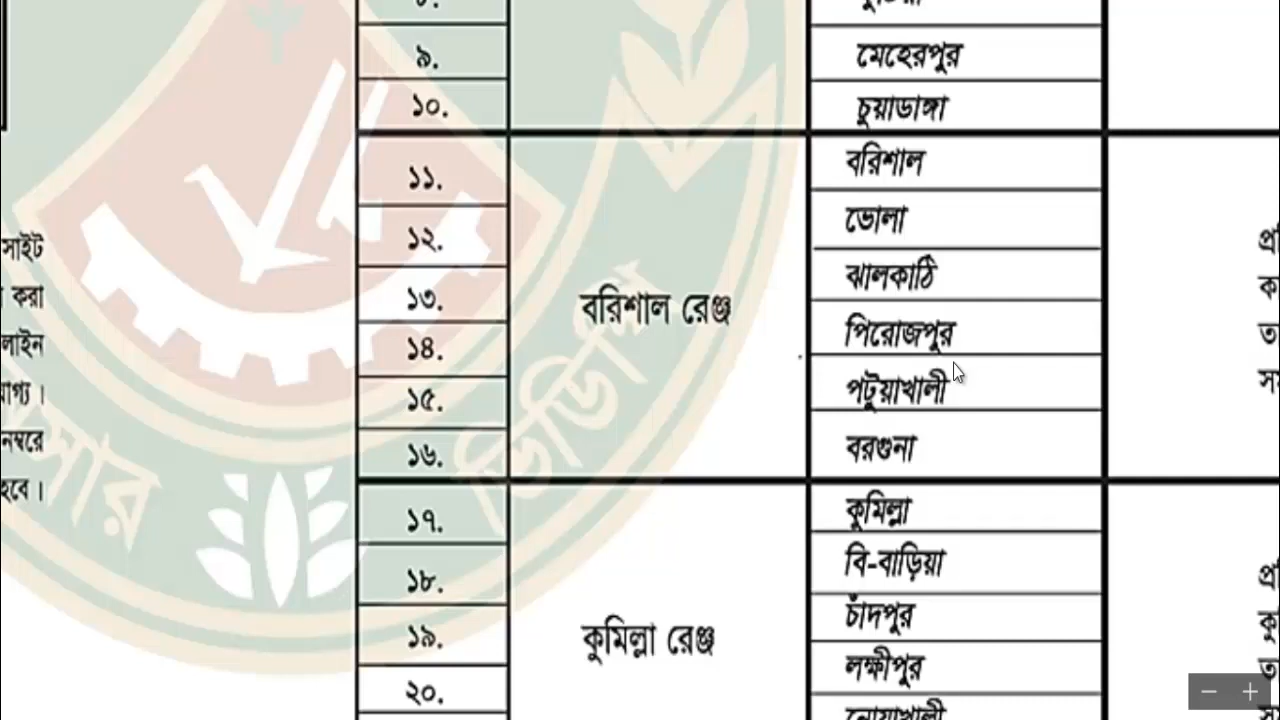 ৮.
৯. মেহেরপুর
১০. চুয়াডাঙ্গা
১১. বরিশাল
১২. ভোলা
১৩. ঝালকাঠি
বরিশাল রেঞ্জ
১৪. পিরোজপুর
১৫. পটুয়াখালী
১৬. বরগুনা
১৭. কুমিল্লা
১৮. বি-বাড়িয়া
১৯. চাঁদপুর
কুমিল্লা রেঞ্জ
২০. লক্ষীপুর
নোয়াখালী
সাইট
করা
লাইন
নম্বরে
হবে।
ভিডিপি